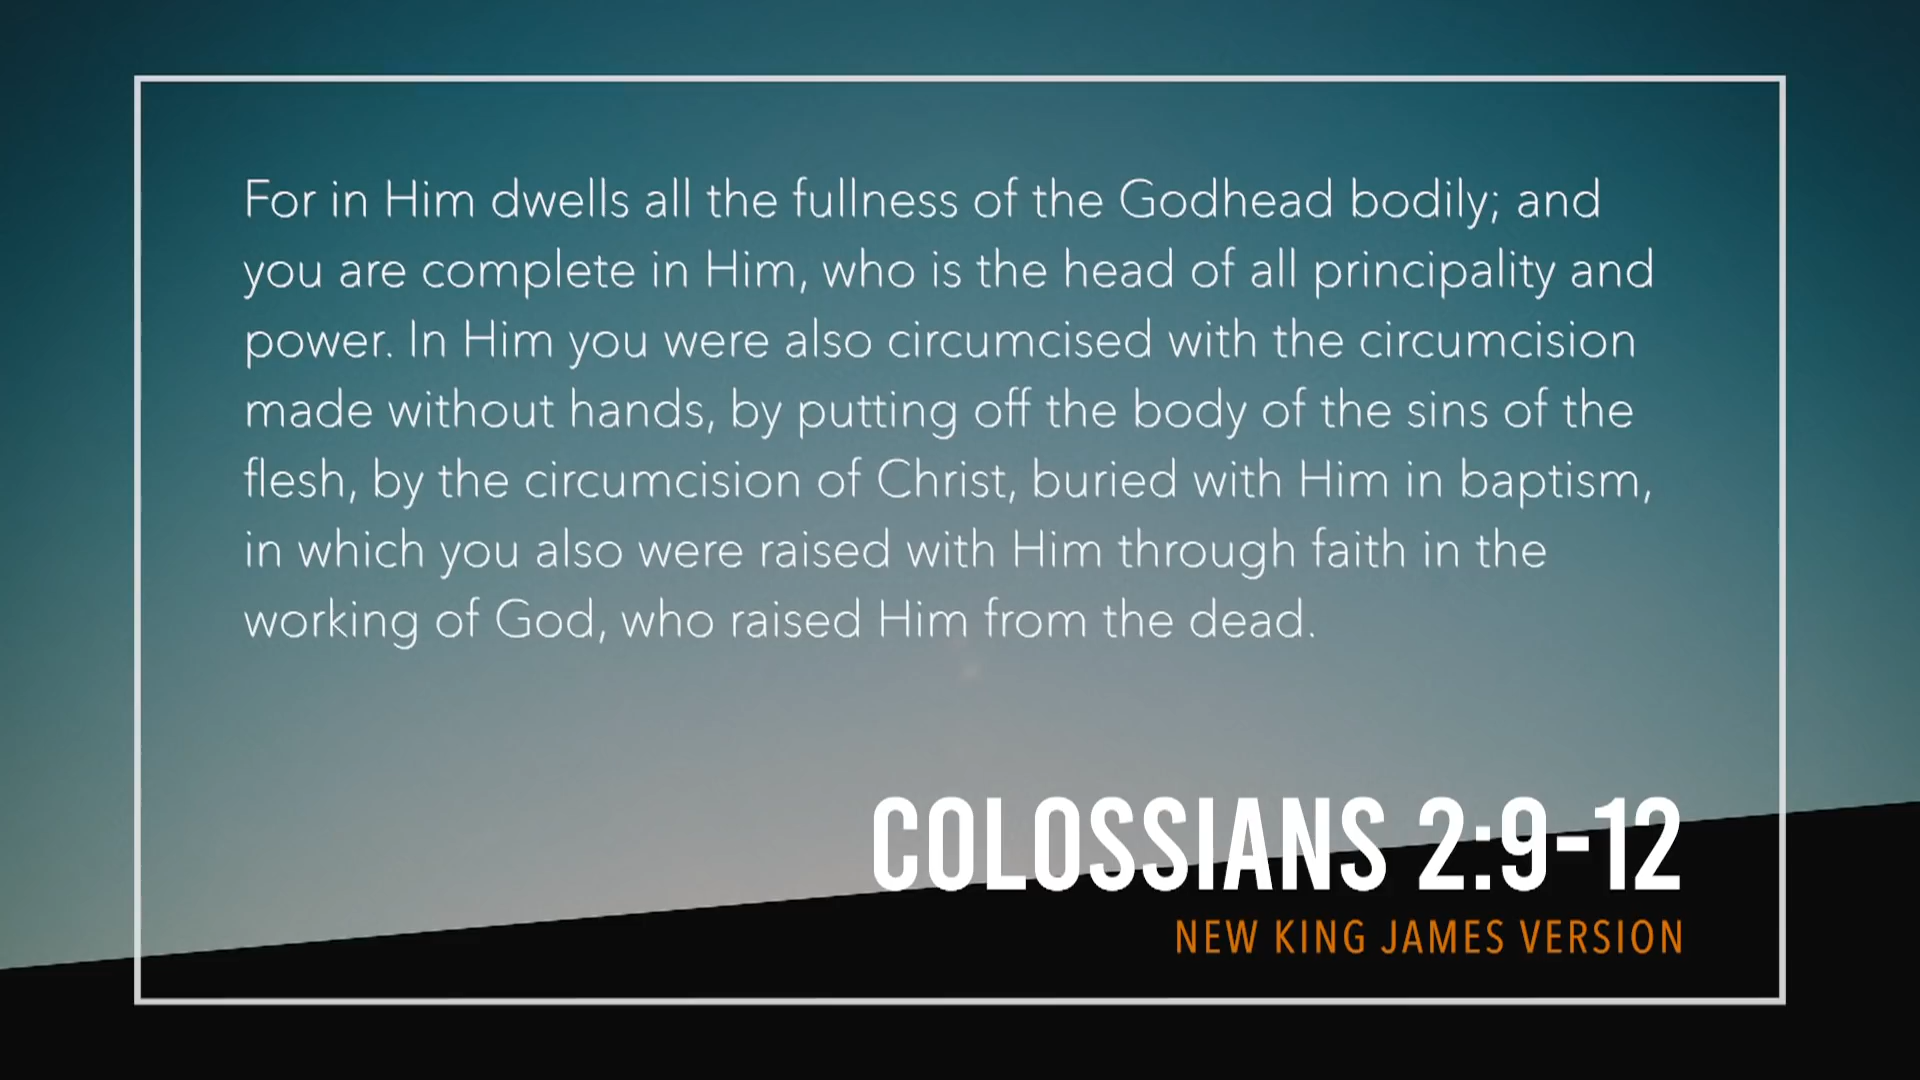 For in Him dwells all the fullness of the Godhead bodily; and
you are complete in Him, who is the head of all principality and
power. In Him you were also circumcised with the circumcision
made without hands, by putting off the body of the sins of the
flesh, by the circumcision of Christ, buried with Him in baptism,
in which you also were raised with Him through faith in the
working of God, who raised Him from the dead.
COLOSSIANS 2:9-12
NEW KING JAMES VERSION